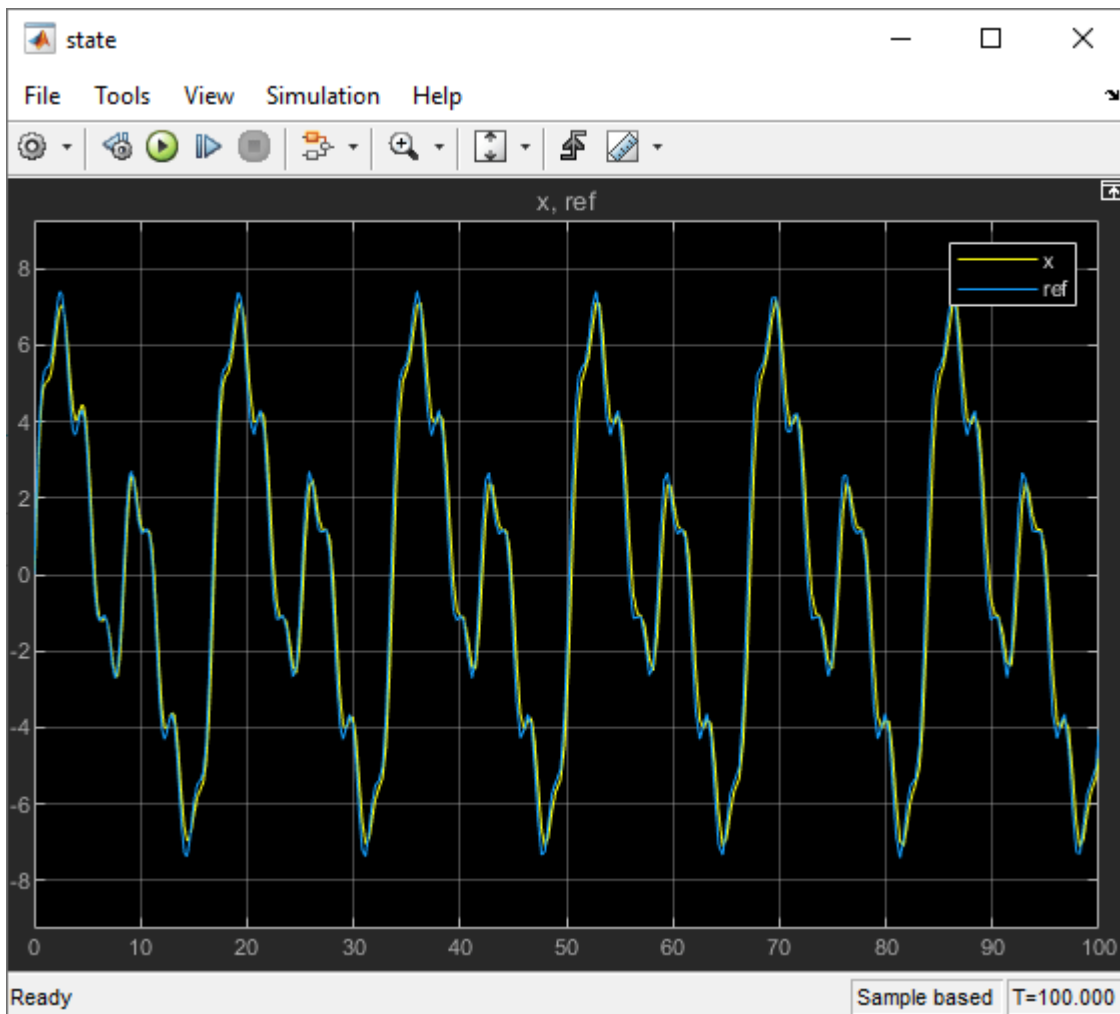 state
File Tools View Simulation Help
x, ref
x
ref
8
6
4
2
0
-2
-4
-6
-8
0 10 20 30 40 50 60 70 80 90 100
Ready Sample based T=100.000